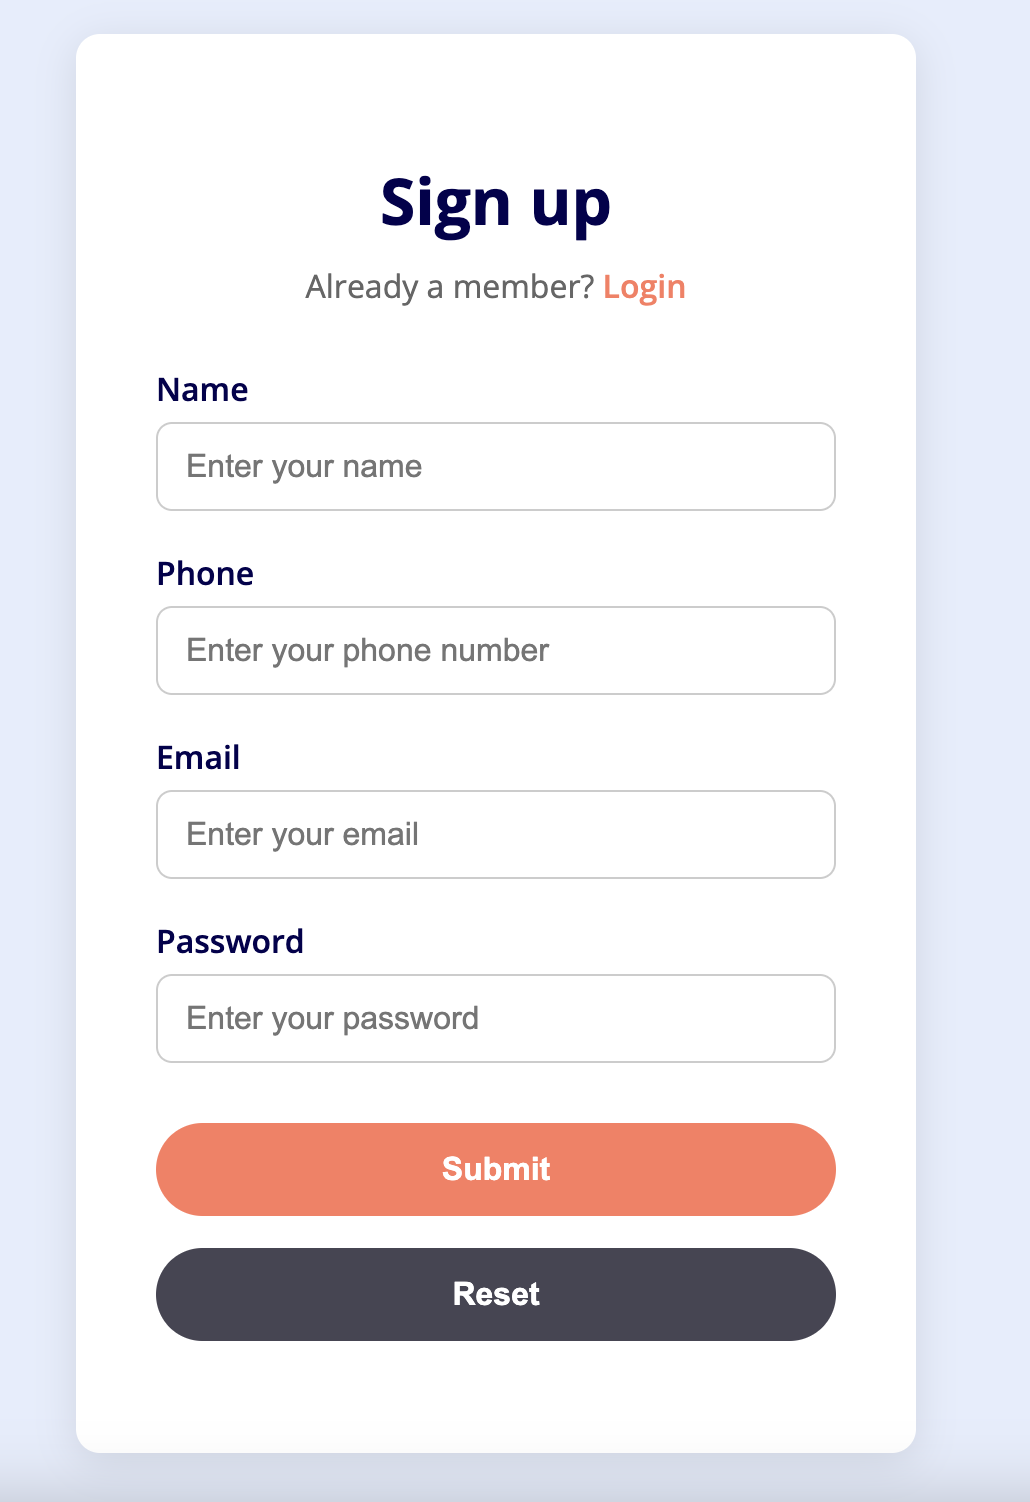 Sign up
Already a member? Login
Name
Enter your name
Phone
Enter your phone number
Email
Enter your email
Password
Enter your password
Submit
Reset